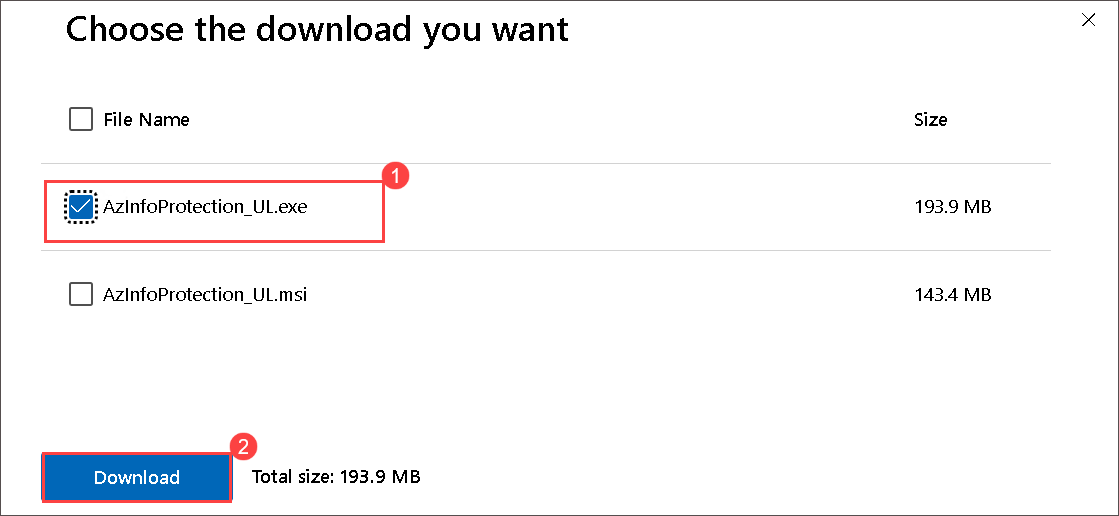 Choose the download you want
File Name Size
1
AzInfoProtection_UL.exe 193.9 MB
AzInfoProtection_UL.msi 143.4 MB
2
Download Total size: 193.9 MB